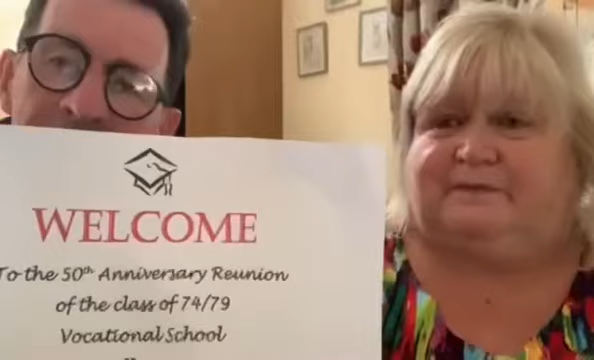 WELCOME
To the 50th Anniversary Reunion
of the class of 74/79
Vocational School